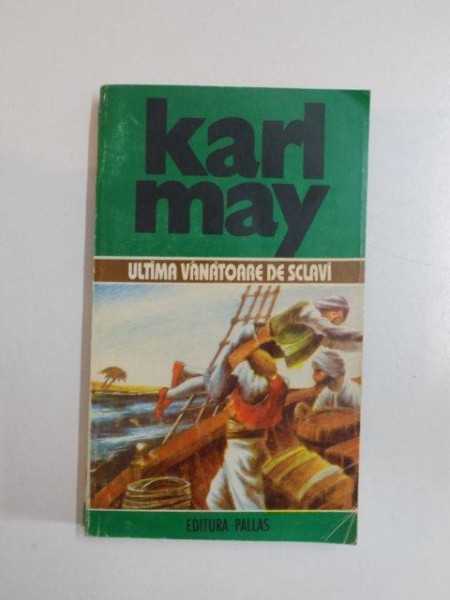 karl
may
ULTIMA VÂNĂTOARE DE SCLAVI
EDITURA PALLAS